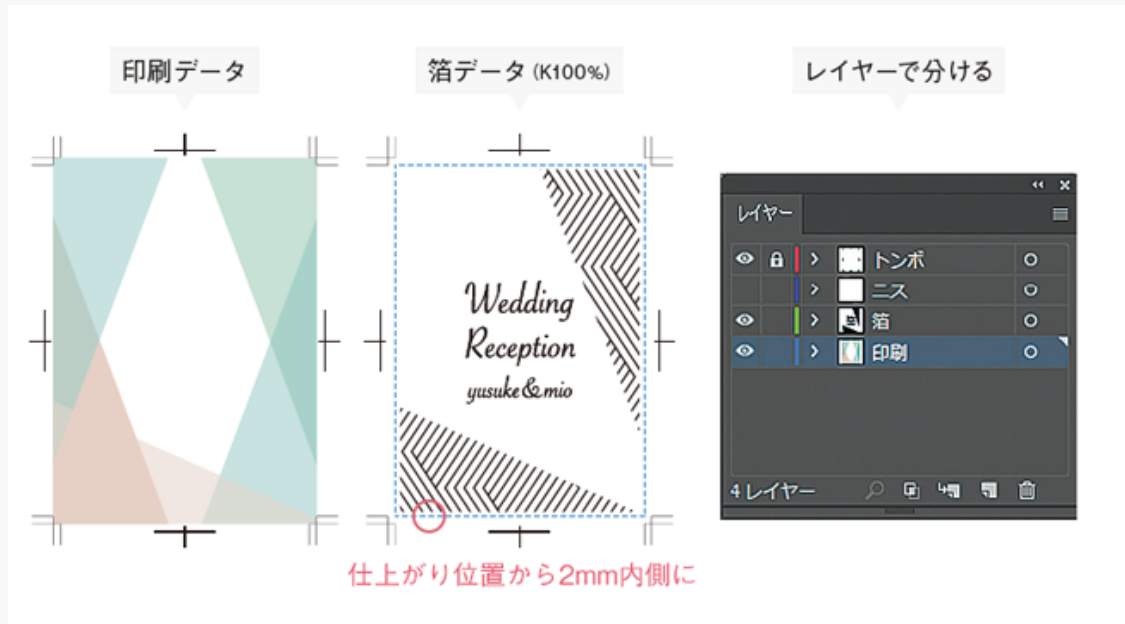 印刷データ
箔データ(K100%)
レイヤーで分ける
Wedding
Reception
yusuke&mio
仕上がり位置から2mm内側に
レイヤー
トンボ
ニス
箔
印刷
4 レイヤー